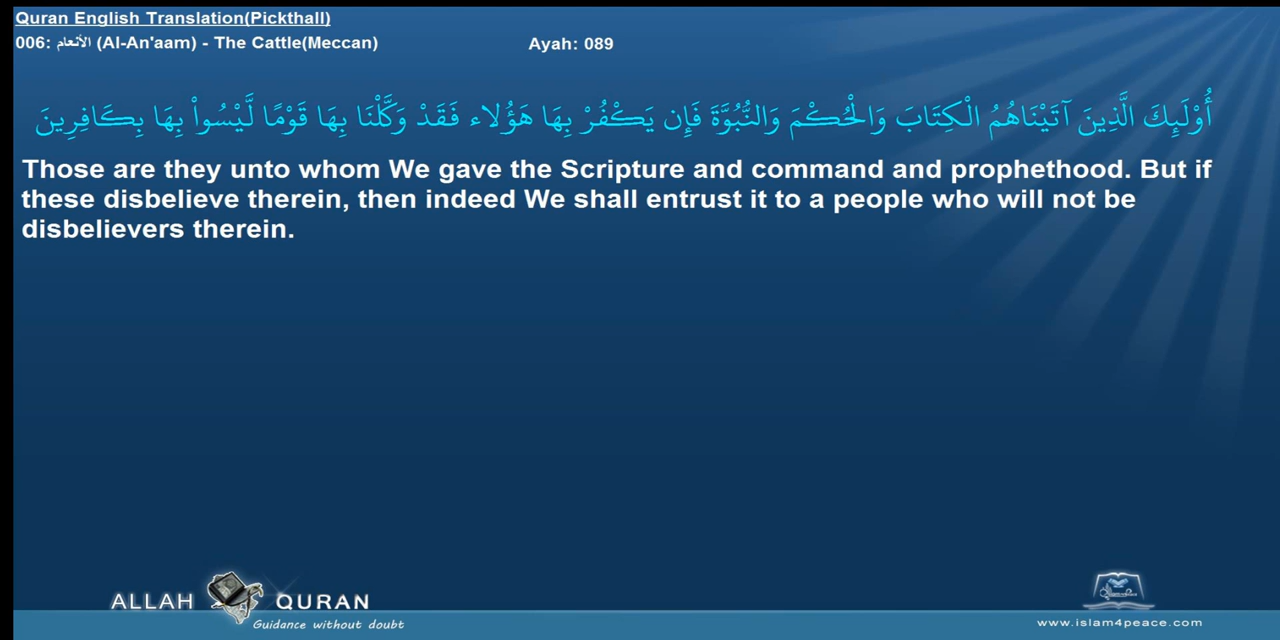 Quran English Translation(Pickthall)
006: الأنعام (Al-An'aam) - The Cattle(Meccan)
Ayah: 089
أُوْلَـئِكَ الَّذِينَ آتَيْنَاهُمُ الْكِتَابَ وَالْحُكْمَ وَالنُّبُوَّةَ فَإِن يَكْفُرْ بِهَا هَـؤُلاء فَقَدْ وَكَّلْنَا بِهَا قَوْمًا لَّيْسُواْ بِهَا بِكَافِرِينَ
Those are they unto whom We gave the Scripture and command and prophethood. But if
these disbelieve therein, then indeed We shall entrust it to a people who will not be
disbelievers therein.
ALLAH QURAN
Guidance without doubt
www.islam4peace.com